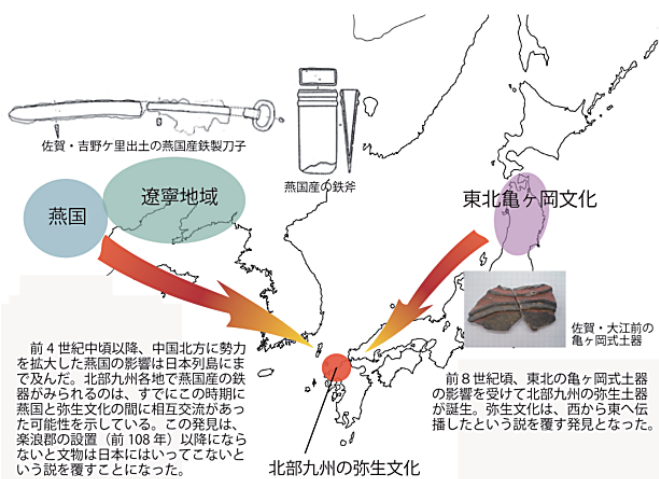 佐賀・吉野ケ里出土の燕国産鉄製刀子
燕国産の鉄斧
燕国
遼寧地域
東北亀ヶ岡文化
佐賀・大江前の
亀ヶ岡式土器
前4世紀中頃以降、中国北方に勢力
を拡大した燕国の影響は日本列島にま
で及んだ。北部九州各地で燕国産の鉄
器がみられるのは、すでにこの時期に
燕国と弥生文化の間に相互交流があっ
た可能性を示している。この発見は、
楽浪郡の設置（前108年）以降になら
ないと文物は日本にはいってこないと
いう説を覆すことになった。
前8世紀頃、東北の亀ヶ岡式土器
の影響を受けて北部九州の弥生土器
が誕生。弥生文化は、西から東へ伝
播したという説を覆す発見となった。
北部九州の弥生文化